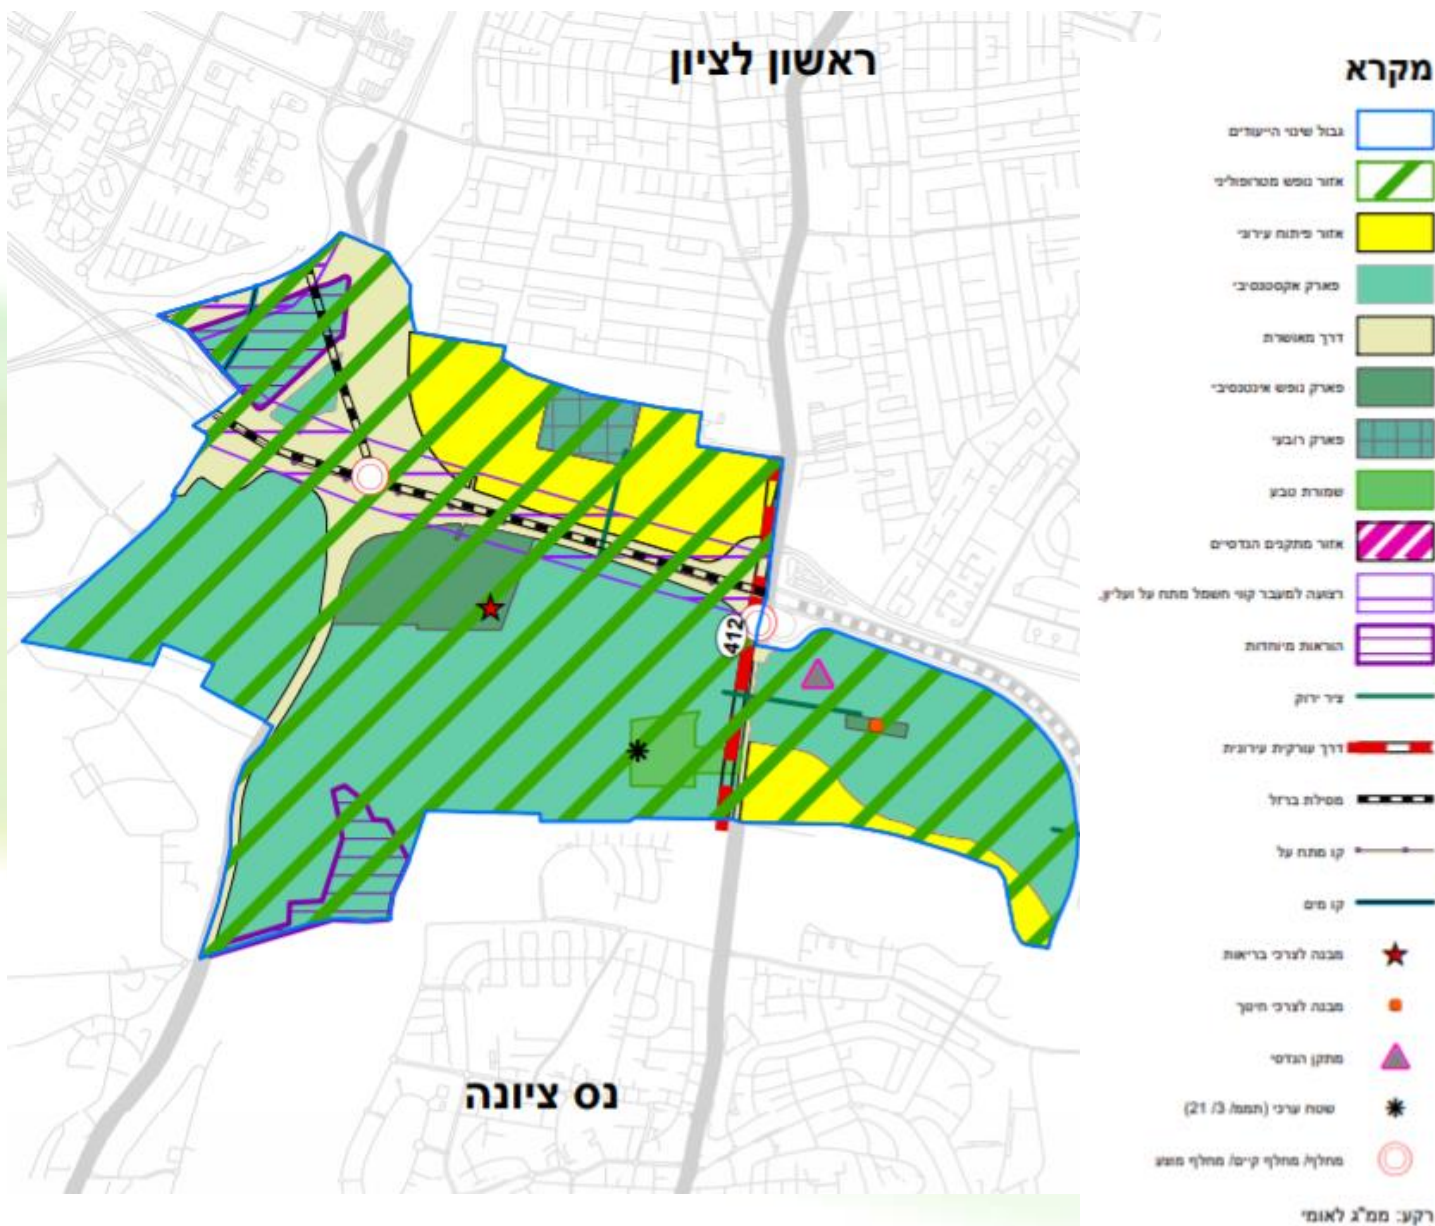 ראשון לציון
412
נס ציונה
מקרא
גבול שינוי הייעודים
אזור נופש מטרופוליני
אזור פיתוח עירוני
פארק אקסטנסיבי
דרך מאושרת
פארק נופש אינטנסיבי
פארק רובעי
שמורת טבע
אזור מתקנים הנדסיים
רצועה למעבר קווי חשמל מתח על ועליון.
הוראות מיוחדות
ציר ירוק
דרך עורקית עירונית
מסילת ברזל
קו מתח על
קו מים
מבנה לצרכי בריאות
מבנה לצרכי חינוך
מתקן הנדסי
שטח ערכי (תממ/ 3/ 21)
מחלף/ מחלף קיים/ מחלף מוצע
רקע: ממ"ג לאומי